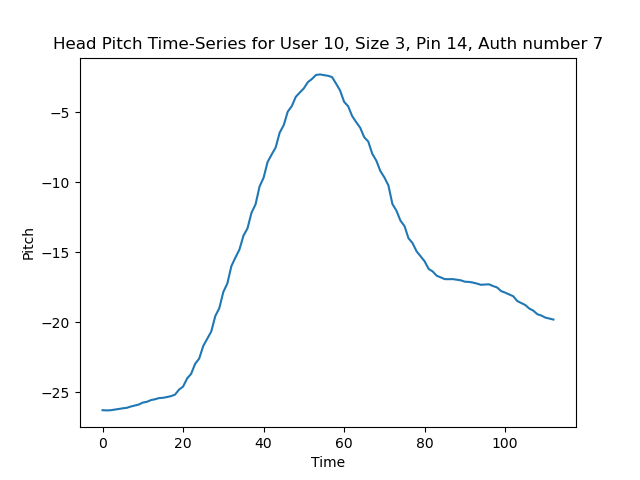 Head Pitch Time-Series for User 10, Size 3, Pin 14, Auth number 7
−5
−10
−15
−20
−25
Pitch
0 20 40 60 80 100
Time